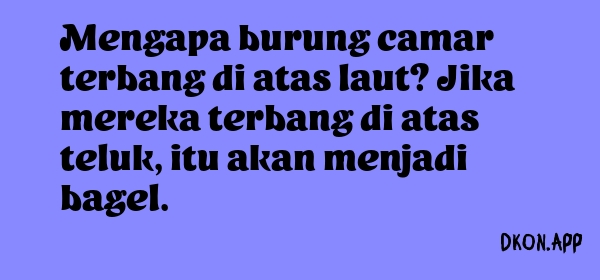 Mengapa burung camar
terbang di atas laut? Jika
mereka terbang di atas
teluk, itu akan menjadi
bagel.
DKON.APP